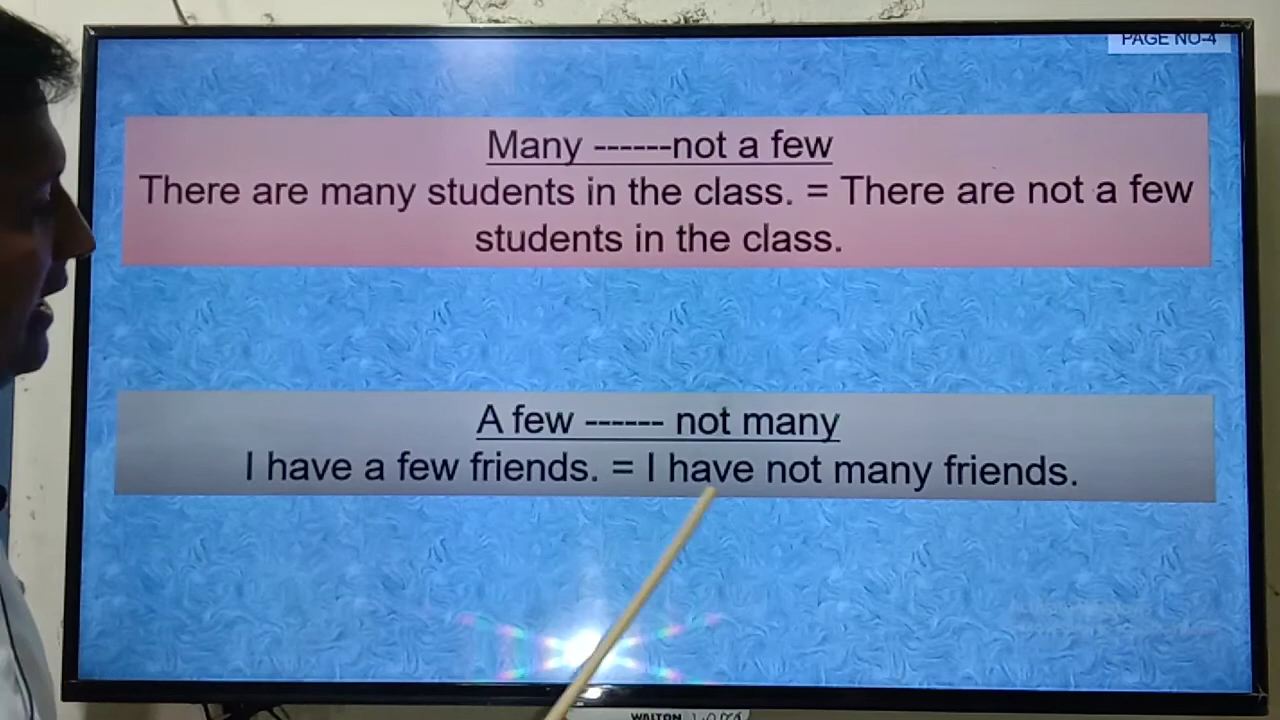 PAGE NO-4
Many ------not a few
There are many students in the class. = There are not a few
students in the class.
A few ------ not many
I have a few friends. = I have not many friends.
WALTON